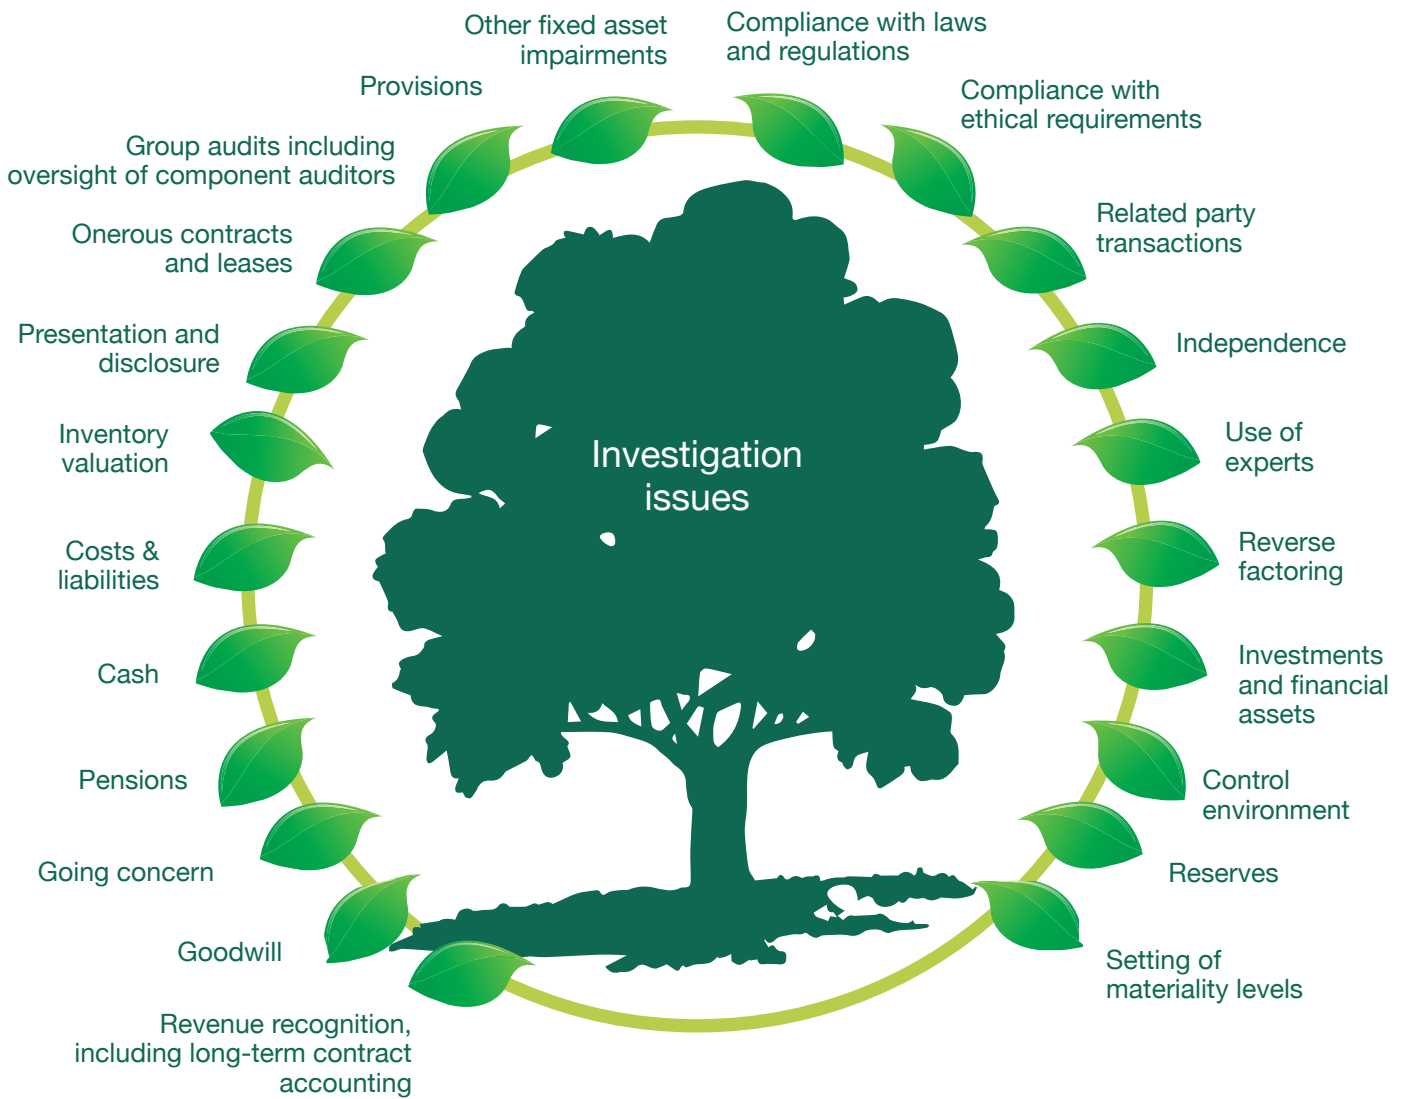 Other fixed asset
impairments
Compliance with laws
and regulations
Provisions
Compliance with
ethical requirements
Group audits including
oversight of component auditors
Related party
transactions
Onerous contracts
and leases
Presentation and
disclosure
Independence
Inventory
valuation
Use of
experts
Investigation
issues
Costs &
liabilities
Reverse
factoring
Cash
Investments
and financial
assets
Pensions
Control
environment
Going concern
Reserves
Goodwill
Setting of
materiality levels
Revenue recognition,
including long-term contract
accounting